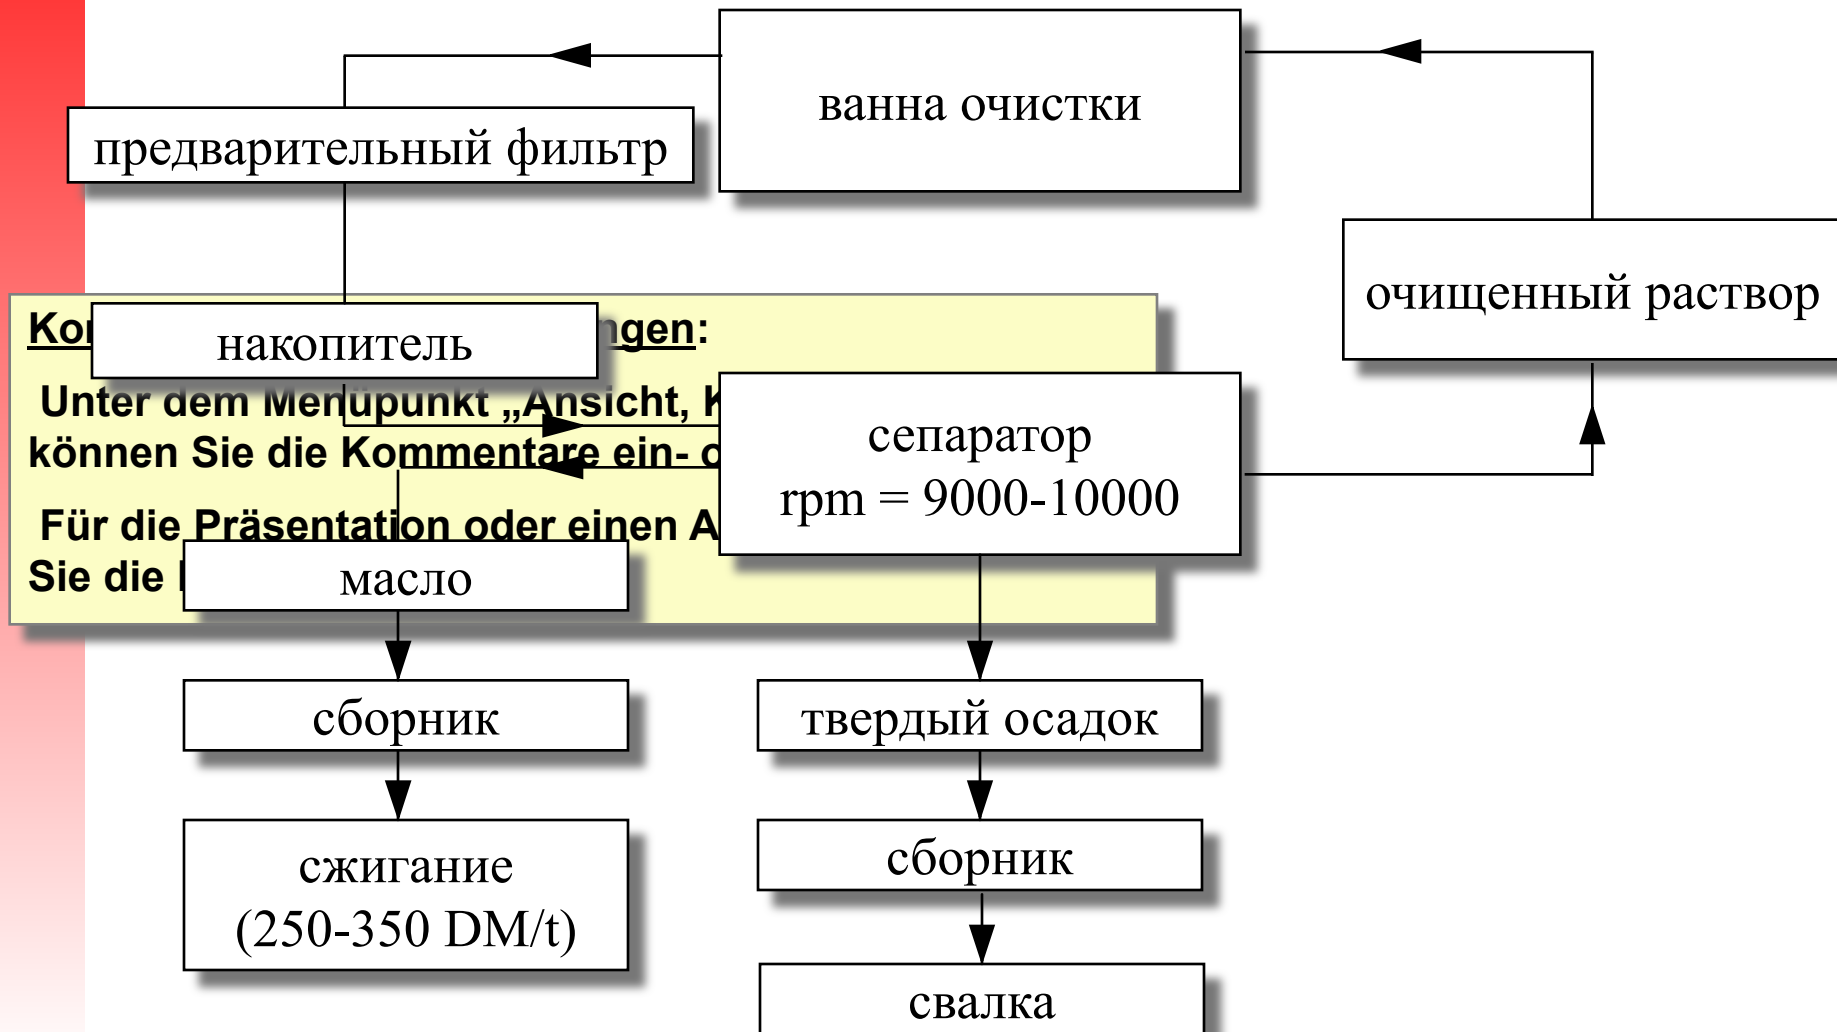 ванна очистки
предварительный фильтр
очищенный раствор
накопитель
ngen:
Unter dem Menüpunkt „Ansicht,
können Sie die Kommentare ein-
Für die Präsentation oder einen
Sie die
сепаратор
rpm = 9000-10000
масло
сборник
твердый осадок
сжигание
(250-350 DM/t)
сборник
свалка